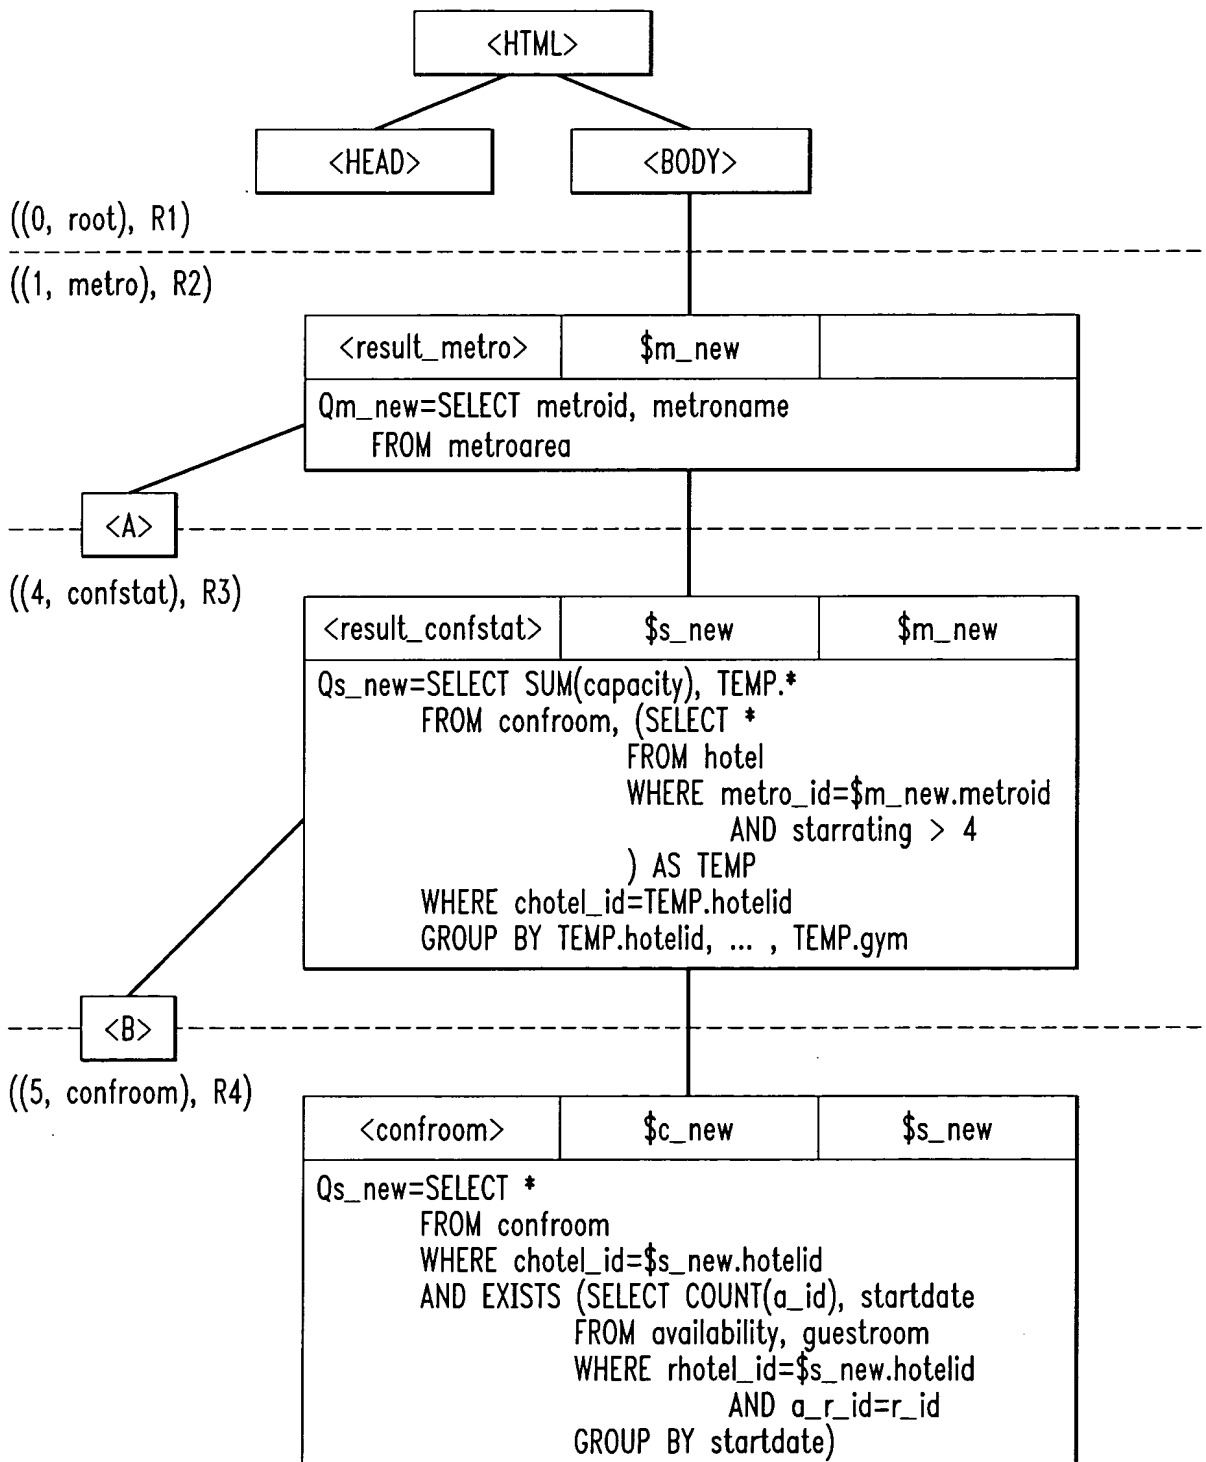 <HTML>
<HEAD>
<BODY>
((0, root), R1)
((1, metro), R2)
<result_metro> $m_new
Qm_new=SELECT metroid, metroname
FROM metroarea
<A>
((4, confstat), R3)
<result_confstat> $s_new $m_new
Qs_new=SELECT SUM(capacity), TEMP.*
FROM confroom, (SELECT *
FROM hotel
WHERE metro_id=$m_new.metroid
AND starrating > 4
) AS TEMP
WHERE chotel_id=TEMP.hotelid
GROUP BY TEMP.hotelid, ... , TEMP.gym
<B>
((5, confroom), R4)
<confroom> $c_new $s_new
Qs_new=SELECT *
FROM confroom
WHERE chotel_id=$s_new.hotelid
AND EXISTS (SELECT COUNT(a_id), startdate
FROM availability, guestroom
WHERE rhotel_id=$s_new.hotelid
AND a_r_id=r_id
GROUP BY startdate)